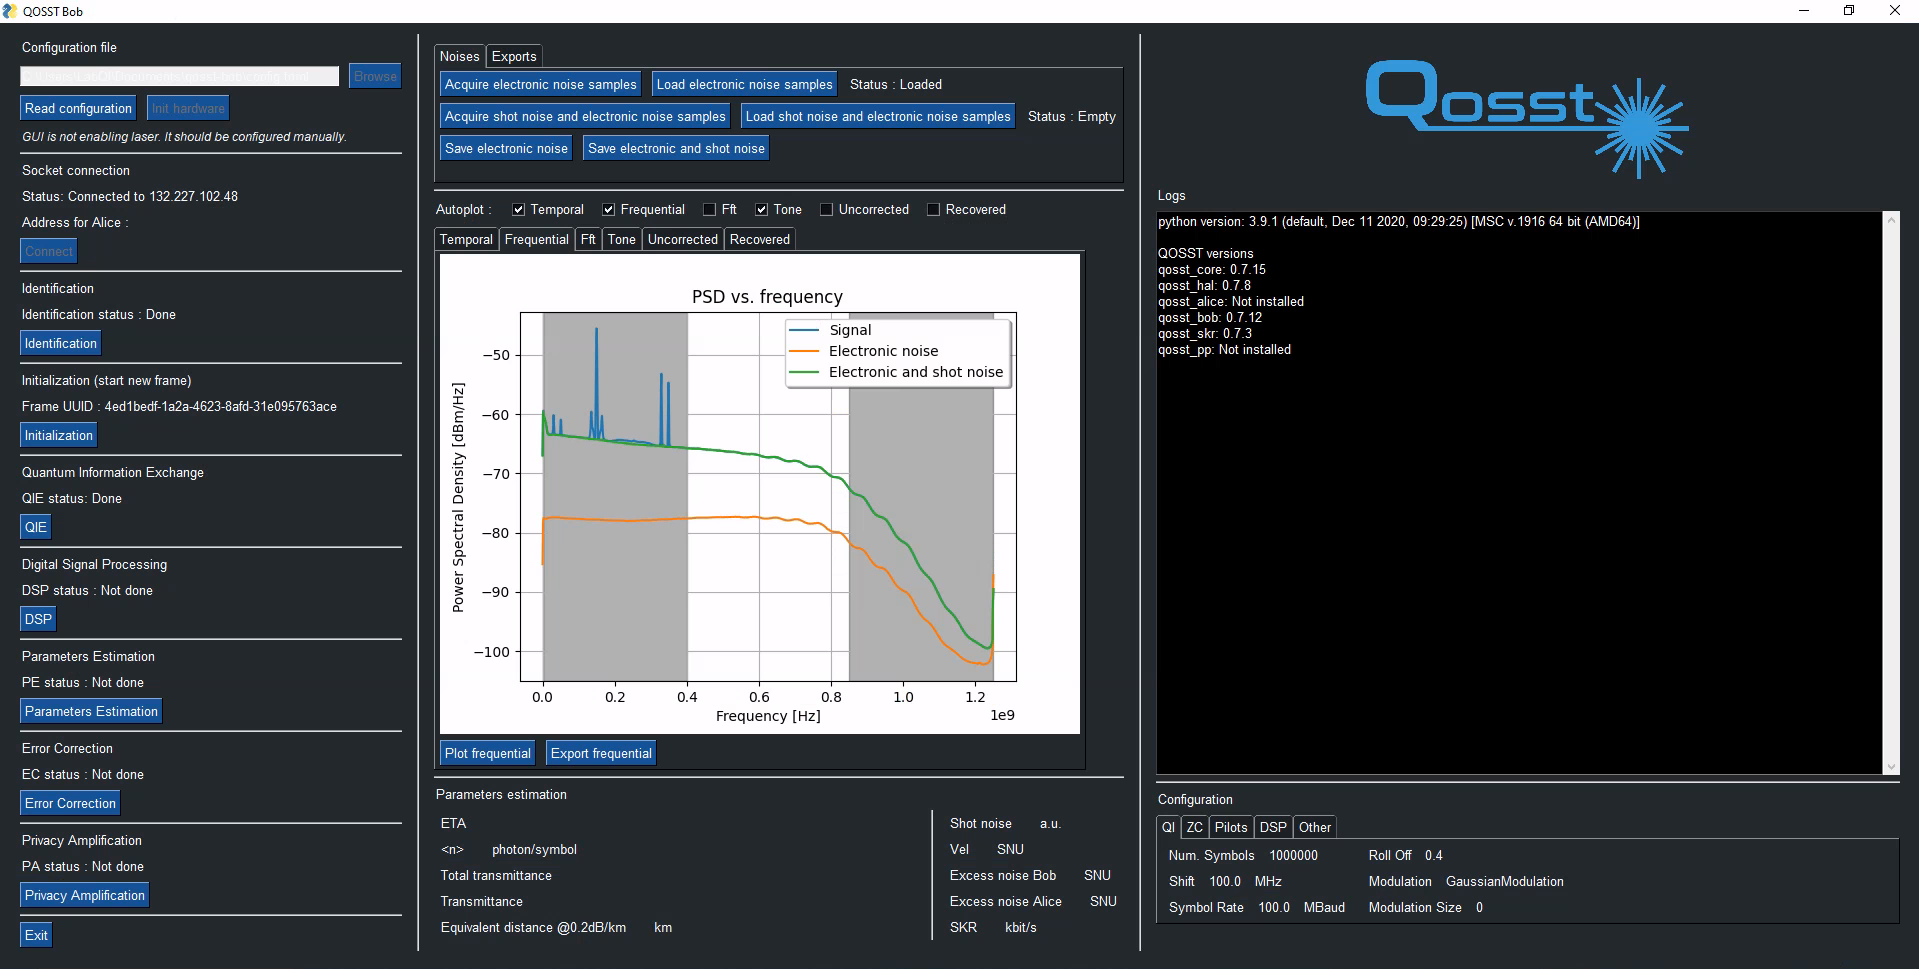 QOSST Bob
Configuration file
Browse
Read configuration
Init hardware
GUI is not enabling laser. It should be configured manually.
Socket connection
Status: Connected to 132.227.102.48
Address for Alice :
Connect
Identification
Identification status : Done
Identification
Initialization (start new frame)
Frame UUID : 4ed1bedf-1a2a-4623-8afd-31e095763ace
Initialization
Quantum Information Exchange
QIE status: Done
QIE
Digital Signal Processing
DSP status : Not done
DSP
Parameters Estimation
PE status : Not done
Parameters Estimation
Error Correction
EC status : Not done
Error Correction
Privacy Amplification
PA status : Not done
Privacy Amplification
Exit
Noises Exports
Acquire electronic noise samples Load electronic noise samples Status : Loaded
Acquire shot noise and electronic noise samples Load shot noise and electronic noise samples Status : Empty
Save electronic noise Save electronic and shot noise
Autoplot : Temporal Frequential Fft Tone Uncorrected Recovered
Temporal Frequential Fft Tone Uncorrected Recovered
PSD vs. frequency
Signal
Electronic noise
Electronic and shot noise
Power Spectral Density [dBm/Hz]
−50
−60
−70
−80
−90
−100
0.0 0.2 0.4 0.6 0.8 1.0 1.2
1e9
Frequency [Hz]
Plot frequential Export frequential
Parameters estimation
ETA
<n> photon/symbol
Total transmittance
Transmittance
Equivalent distance @0.2dB/km km
Shot noise a.u.
Vel SNU
Excess noise Bob SNU
Excess noise Alice SNU
SKR kbit/s
Qosst
Logs
python version: 3.9.1 (default, Dec 11 2020, 09:29:25) [MSC v.1916 64 bit (AMD64)]
QOSST versions
qosst_core: 0.7.15
qosst_hal: 0.7.8
qosst_alice: Not installed
qosst_bob: 0.7.12
qosst_skr: 0.7.3
qosst_pp: Not installed
Configuration
QI ZC Pilots DSP Other
Num. Symbols 1000000 Roll Off 0.4
Shift 100.0 MHz Modulation GaussianModulation
Symbol Rate 100.0 MBaud Modulation Size 0